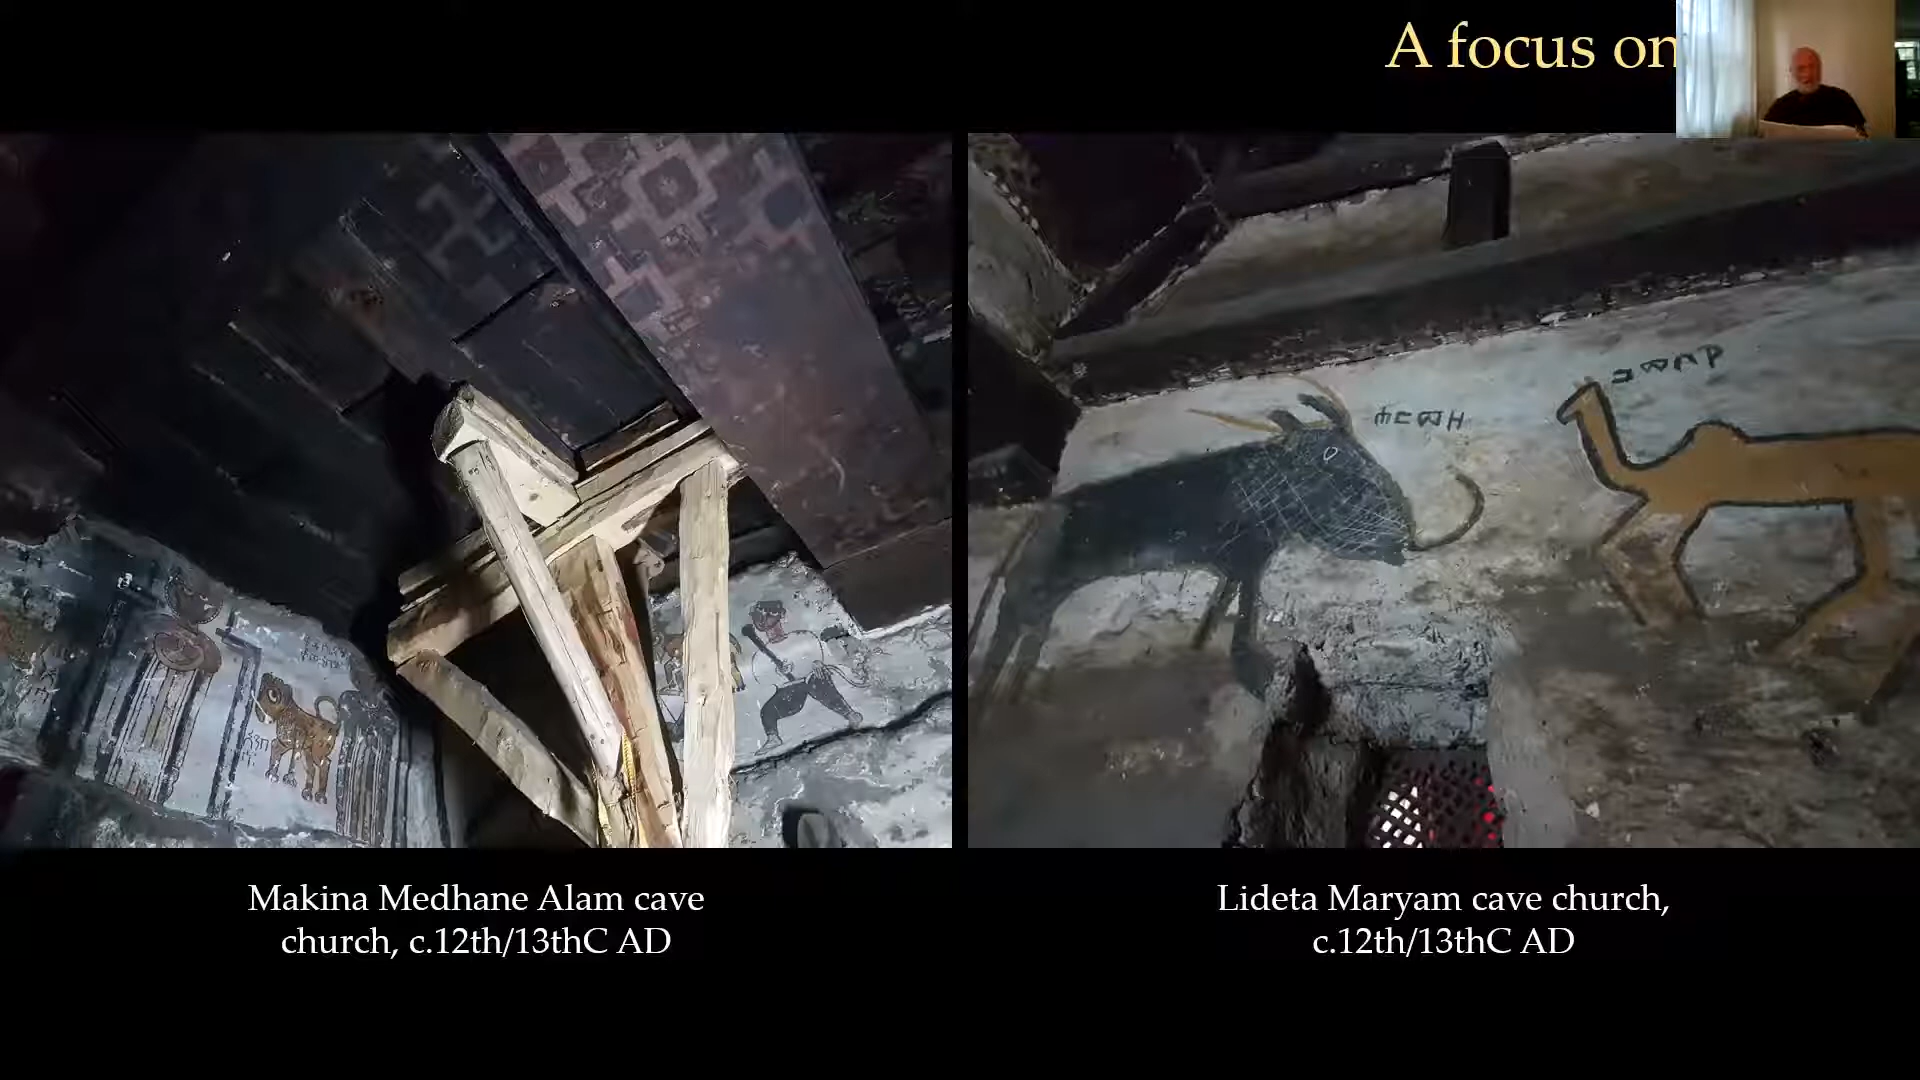 A focus on
Makina Medhane Alam cave
church, c.12th/13thC AD
Lideta Maryam cave church,
c.12th/13thC AD